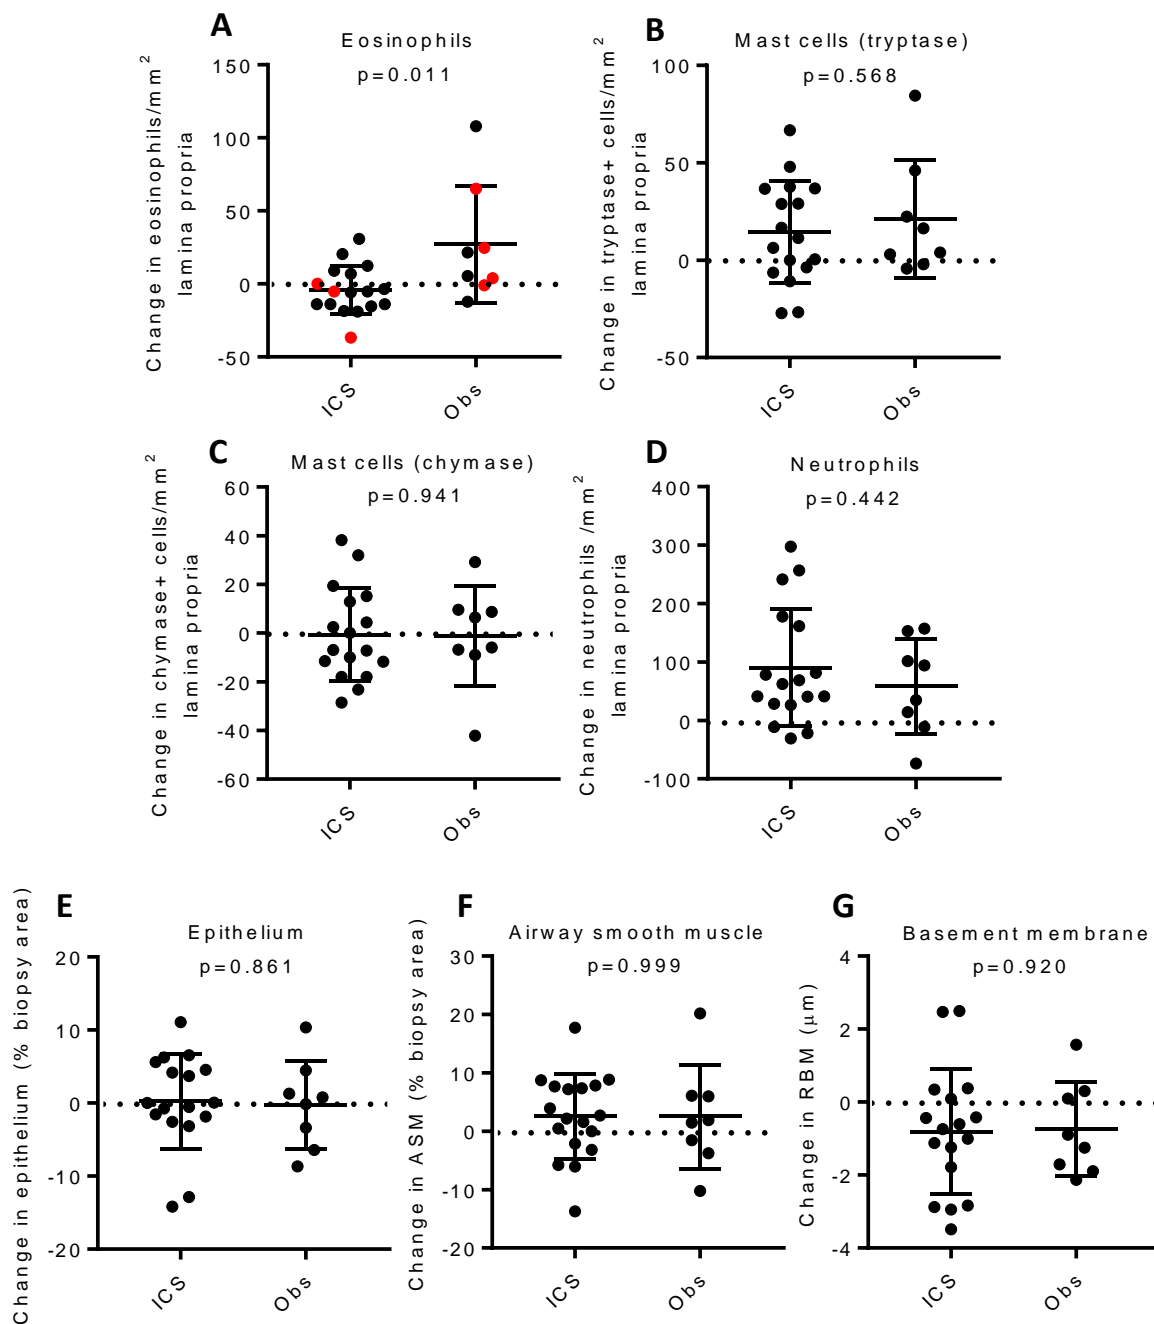 A
Eosinophils
p=0.011
Change in eosinophils/mm²
lamina propria
150
100
50
0
-50
ICS
Obs
B
Mast cells (tryptase)
p=0.568
Change in tryptase+ cells/mm²
lamina propria
100
50
0
-50
ICS
Obs
C
Mast cells (chymase)
p=0.941
Change in chymase+ cells/mm²
lamina propria
60
40
20
0
-20
-40
-60
ICS
Obs
D
Neutrophils
p=0.442
Change in neutrophils /mm²
lamina propria
400
300
200
100
0
-100
ICS
Obs
E
Epithelium
p=0.861
Change in epithelium (% biopsy area)
20
10
0
-10
-20
ICS
Obs
F
Airway smooth muscle
p=0.999
Change in ASM (% biopsy area)
30
20
10
0
-10
-20
ICS
Obs
G
Basement membrane
p=0.920
Change in RBM (μm)
4
2
0
-2
-4
ICS
Obs